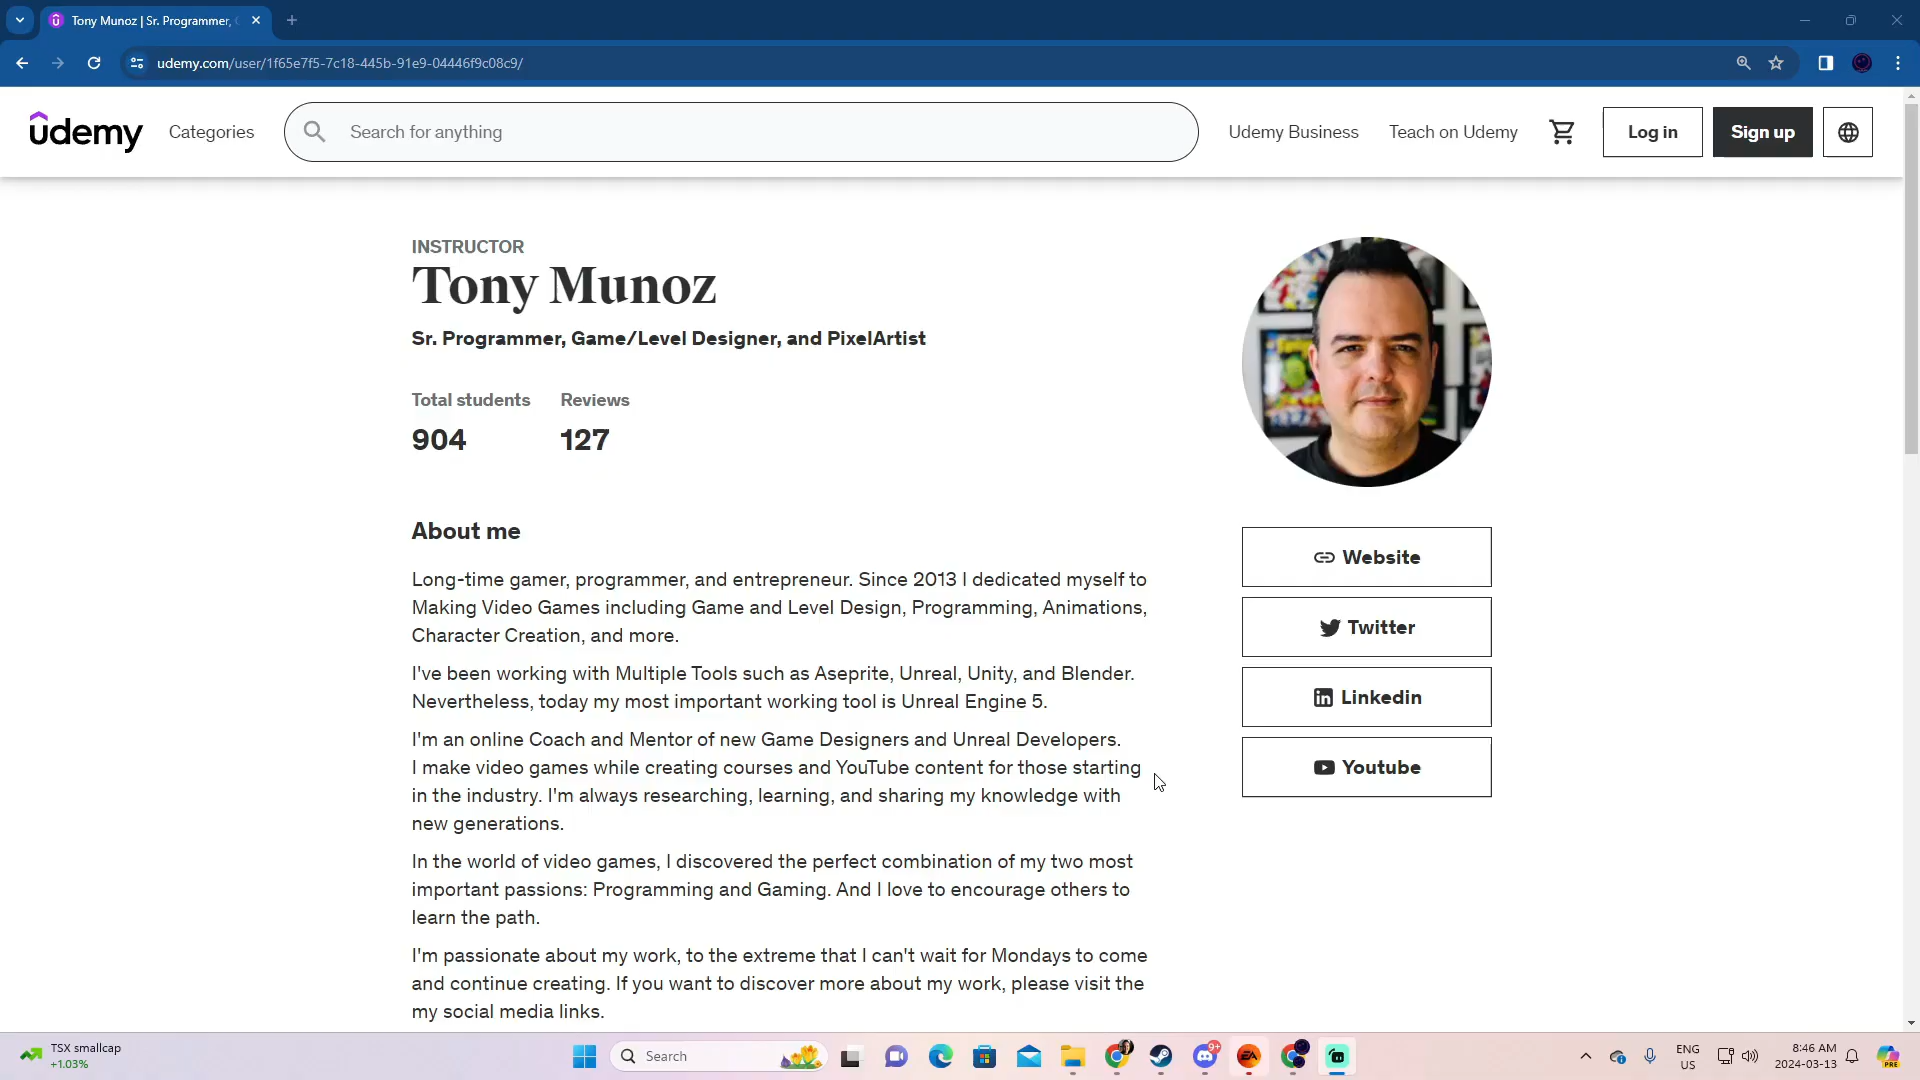 Tony Munoz | Sr. Programmer,
udemy.com/user/1f65e7f5-7c18-445b-91e9-04446f9c08c9/
udemy
Categories
Search for anything
Udemy Business
Teach on Udemy
Log in
Sign up
INSTRUCTOR
Tony Munoz
Sr. Programmer, Game/Level Designer, and PixelArtist
Total students
Reviews
904
127
About me
Long-time gamer, programmer, and entrepreneur. Since 2013 I dedicated myself to
Making Video Games including Game and Level Design, Programming, Animations,
Character Creation, and more.
I've been working with Multiple Tools such as Aseprite, Unreal, Unity, and Blender.
Nevertheless, today my most important working tool is Unreal Engine 5.
I'm an online Coach and Mentor of new Game Designers and Unreal Developers.
I make video games while creating courses and YouTube content for those starting
in the industry. I'm always researching, learning, and sharing my knowledge with
new generations.
In the world of video games, I discovered the perfect combination of my two most
important passions: Programming and Gaming. And I love to encourage others to
learn the path.
I'm passionate about my work, to the extreme that I can't wait for Mondays to come
and continue creating. If you want to discover more about my work, please visit the
my social media links.
Website
Twitter
Linkedin
Youtube
TSX smallcap
+1.03%
Search
9+
EA
ENG
US
8:46 AM
2024-03-13
PRE